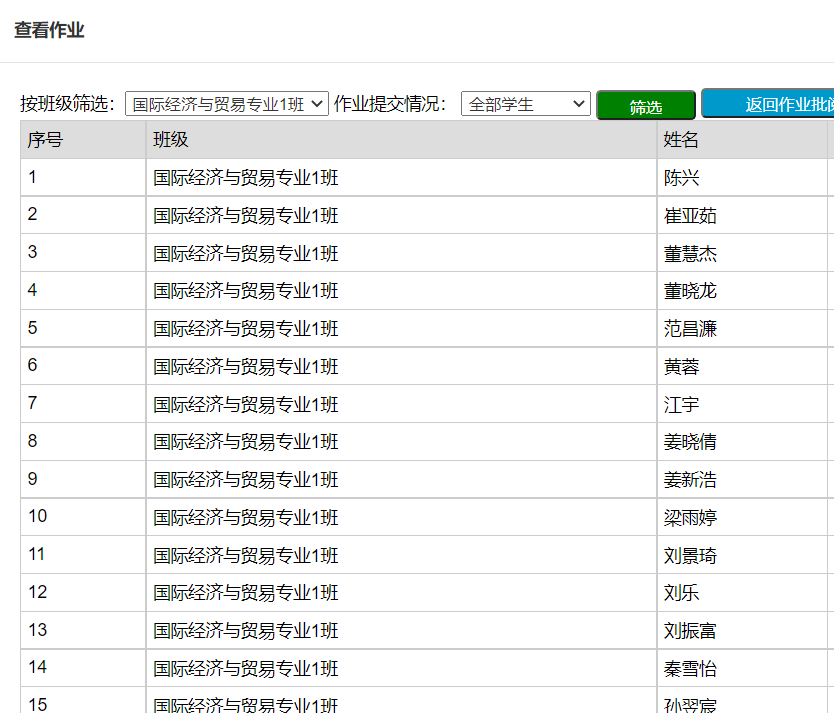 查看作业
按班级筛选： 国际经济与贸易专业1班 作业提交情况： 全部学生 筛选 返回作业批阅
序号 班级 姓名
1 国际经济与贸易专业1班 陈兴
2 国际经济与贸易专业1班 崔亚茹
3 国际经济与贸易专业1班 董慧杰
4 国际经济与贸易专业1班 董晓龙
5 国际经济与贸易专业1班 范昌濂
6 国际经济与贸易专业1班 黄蓉
7 国际经济与贸易专业1班 江宇
8 国际经济与贸易专业1班 姜晓倩
9 国际经济与贸易专业1班 姜新浩
10 国际经济与贸易专业1班 梁雨婷
11 国际经济与贸易专业1班 刘景琦
12 国际经济与贸易专业1班 刘乐
13 国际经济与贸易专业1班 刘振富
14 国际经济与贸易专业1班 秦雪怡
15 国际经济与贸易专业1班 孙翌宸